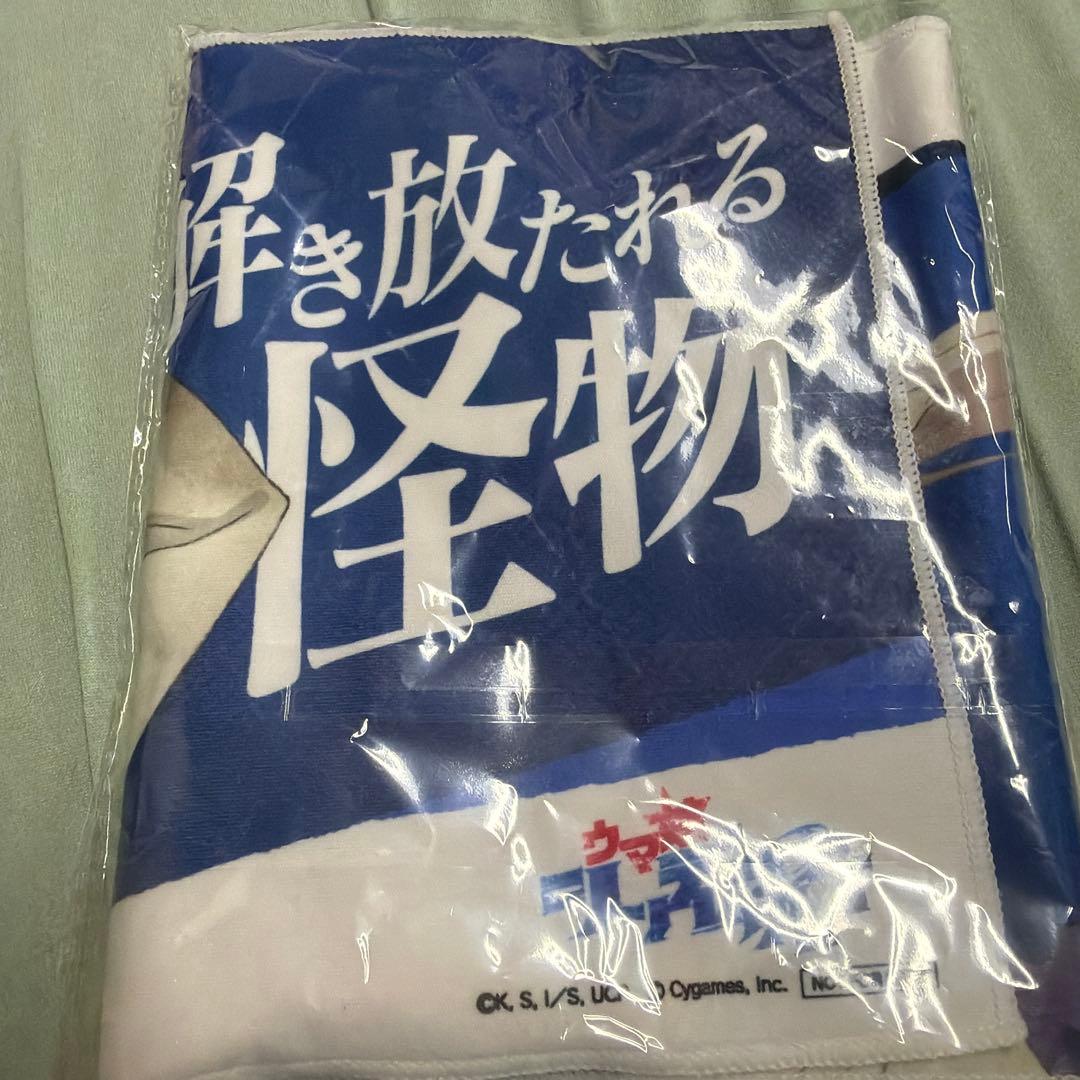 解き放たれる
怪物
ウマ娘
©K, S, I/S, UC Cygames, Inc.